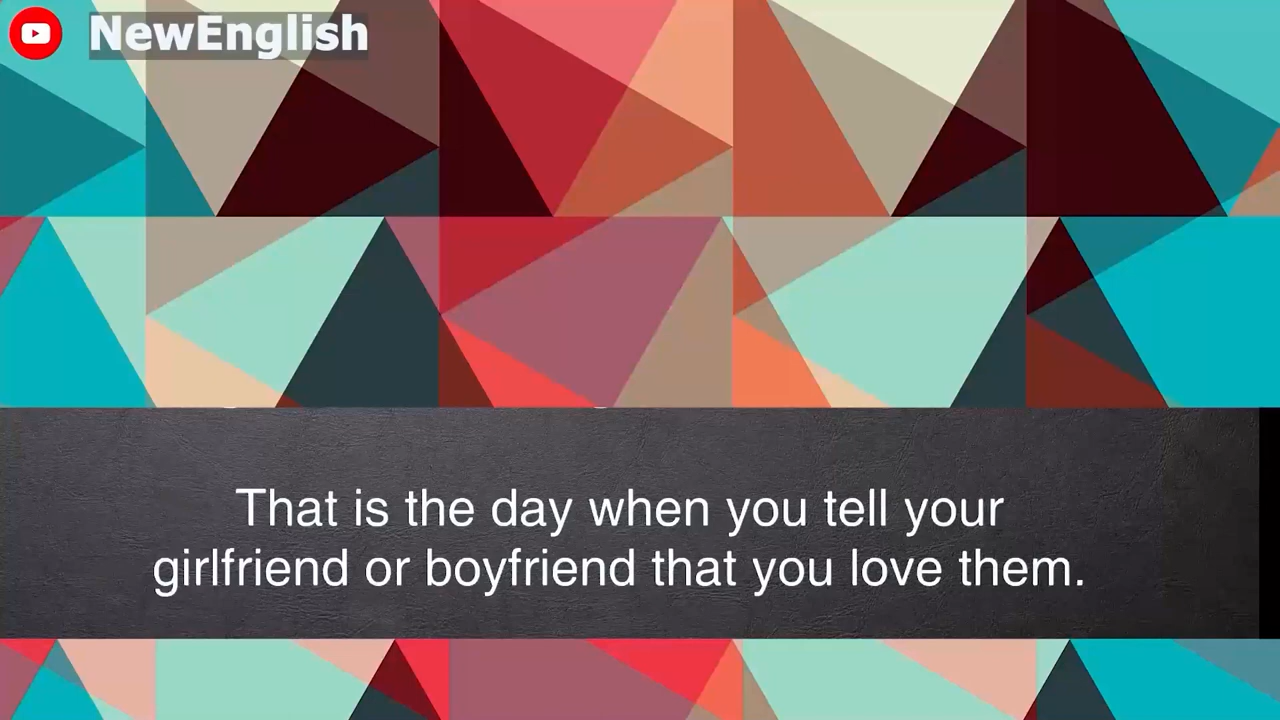 NewEnglish
That is the day when you tell your
girlfriend or boyfriend that you love them.